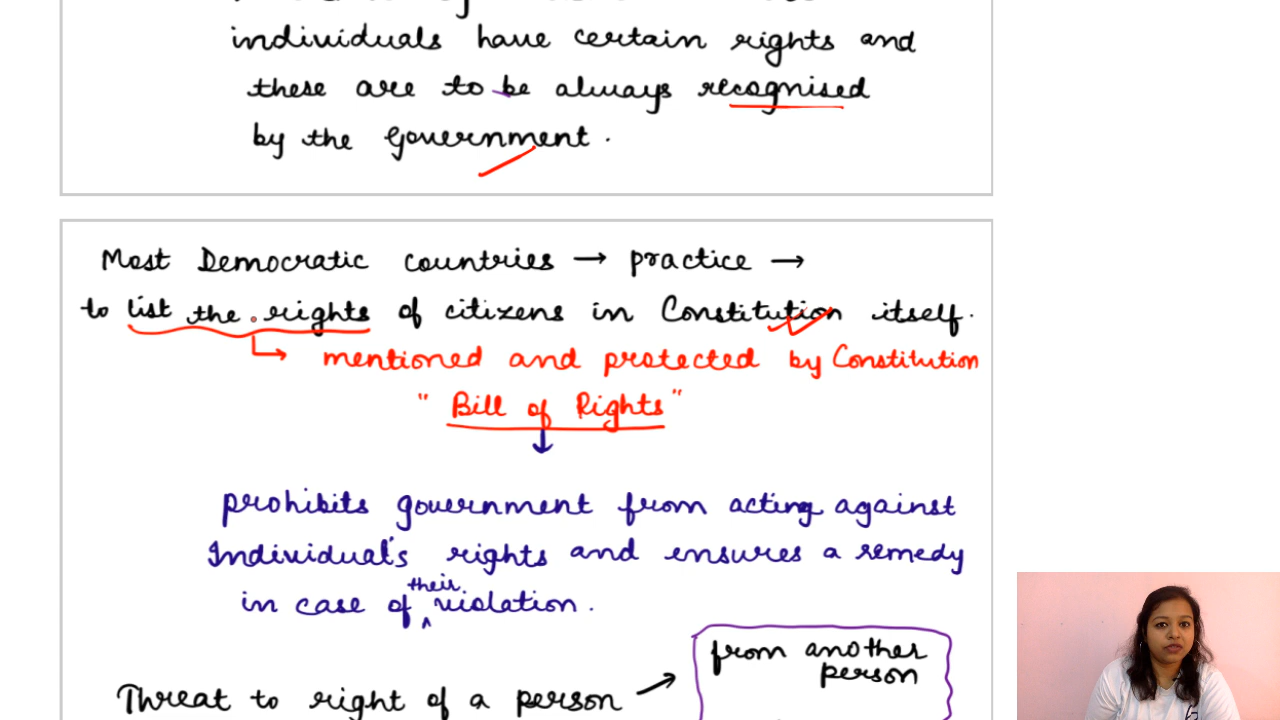 individuals have certain rights and
these are to be always recognised
by the Government.
Most Democratic countries → practice →
to list the rights of citizens in Constitution itself.
↳ mentioned and protected by Constitution
"Bill of Rights"
↓
prohibits government from acting against
Individual's rights and ensures a remedy
in case of their violation.
from another
person
Threat to right of a person →